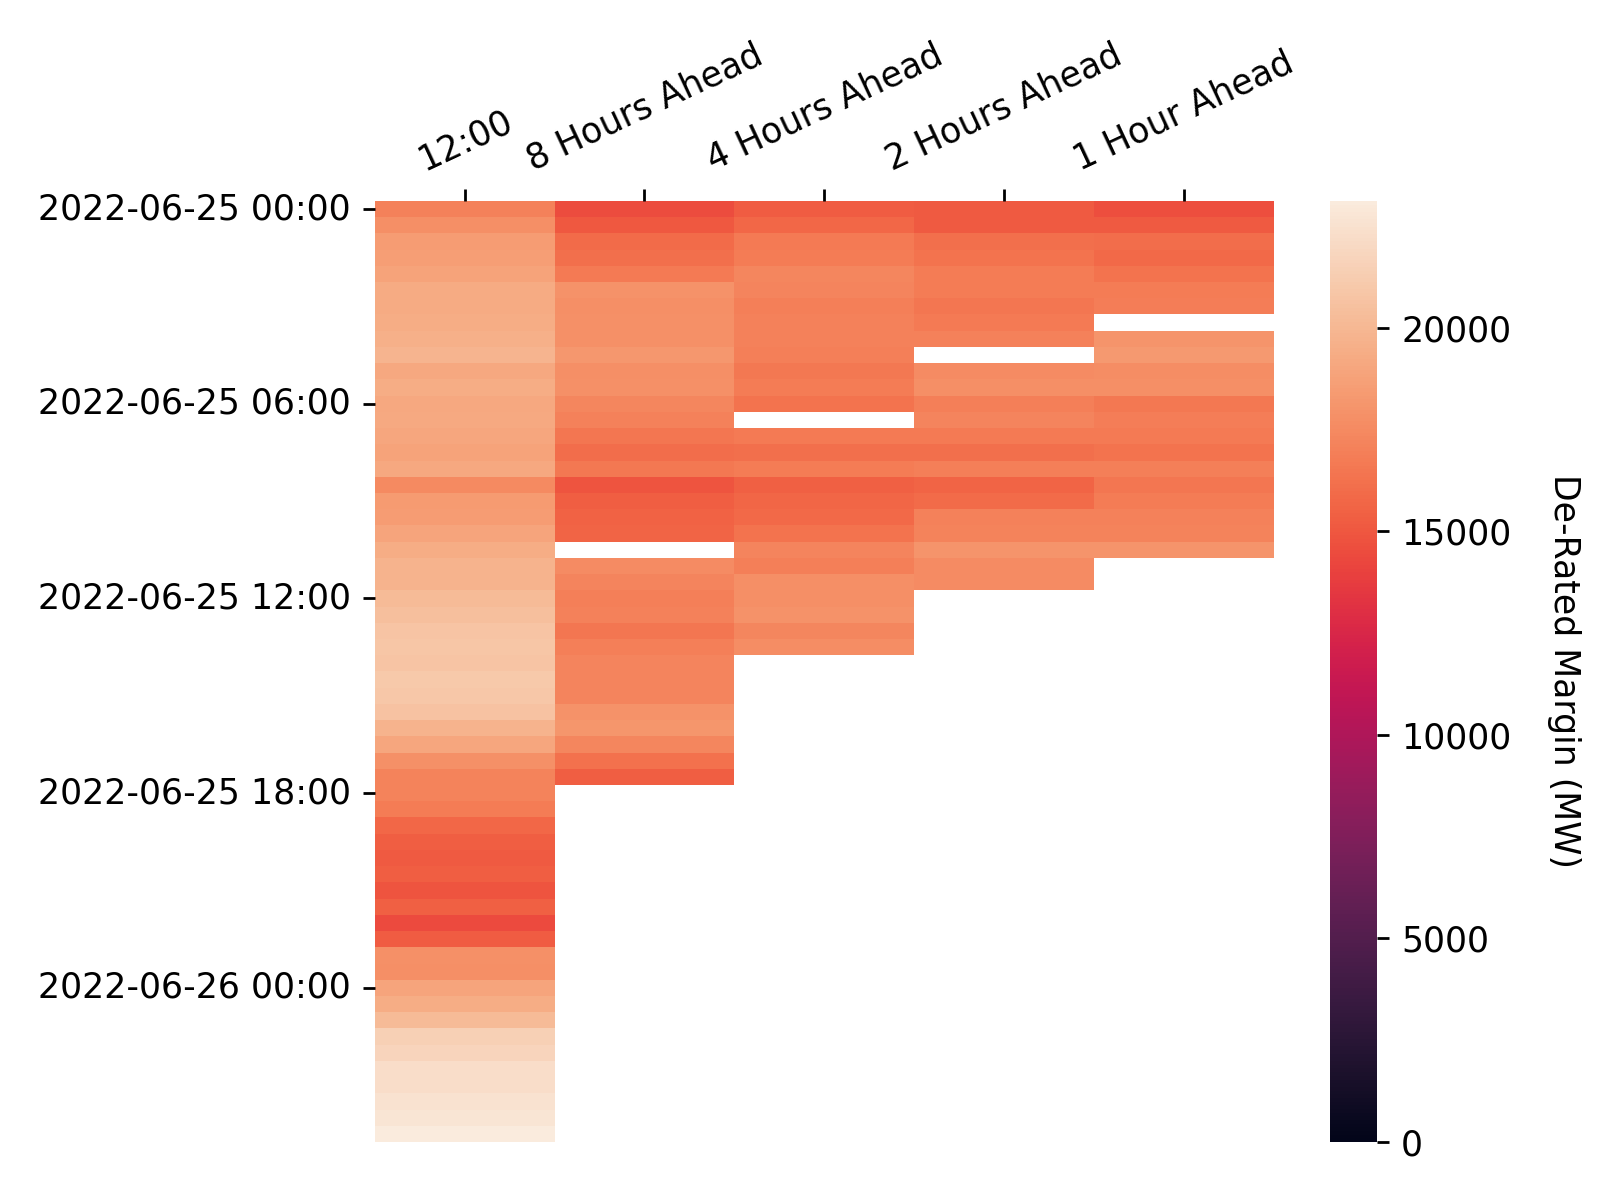 12:00
8 Hours Ahead
4 Hours Ahead
2 Hours Ahead
1 Hour Ahead
2022-06-25 00:00
2022-06-25 06:00
2022-06-25 12:00
2022-06-25 18:00
2022-06-26 00:00
20000
15000
10000
5000
0
De-Rated Margin (MW)